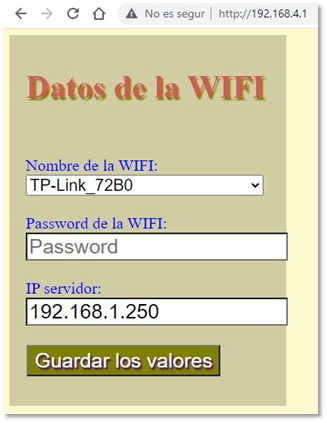 No es segur | http://192.168.4.1
Datos de la WIFI
Nombre de la WIFI:
TP-Link_72B0
Password de la WIFI:
Password
IP servidor:
192.168.1.250
Guardar los valores